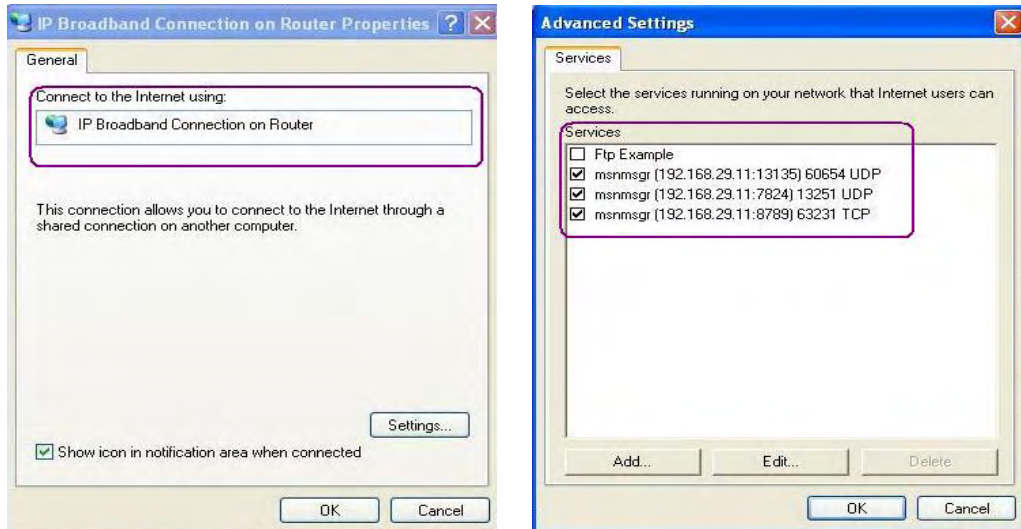 IP Broadband Connection on Router Properties
General
Connect to the Internet using:
IP Broadband Connection on Router
This connection allows you to connect to the Internet through a
shared connection on another computer.
Settings...
Show icon in notification area when connected
OK
Cancel
Advanced Settings
Services
Select the services running on your network that Internet users can
access.
Services
Ftp Example
msnmsgr (192.168.29.11:13135) 60654 UDP
msnmsgr (192.168.29.11:7824) 13251 UDP
msnmsgr (192.168.29.11:8789) 63231 TCP
Add...
Edit...
Delete
OK
Cancel